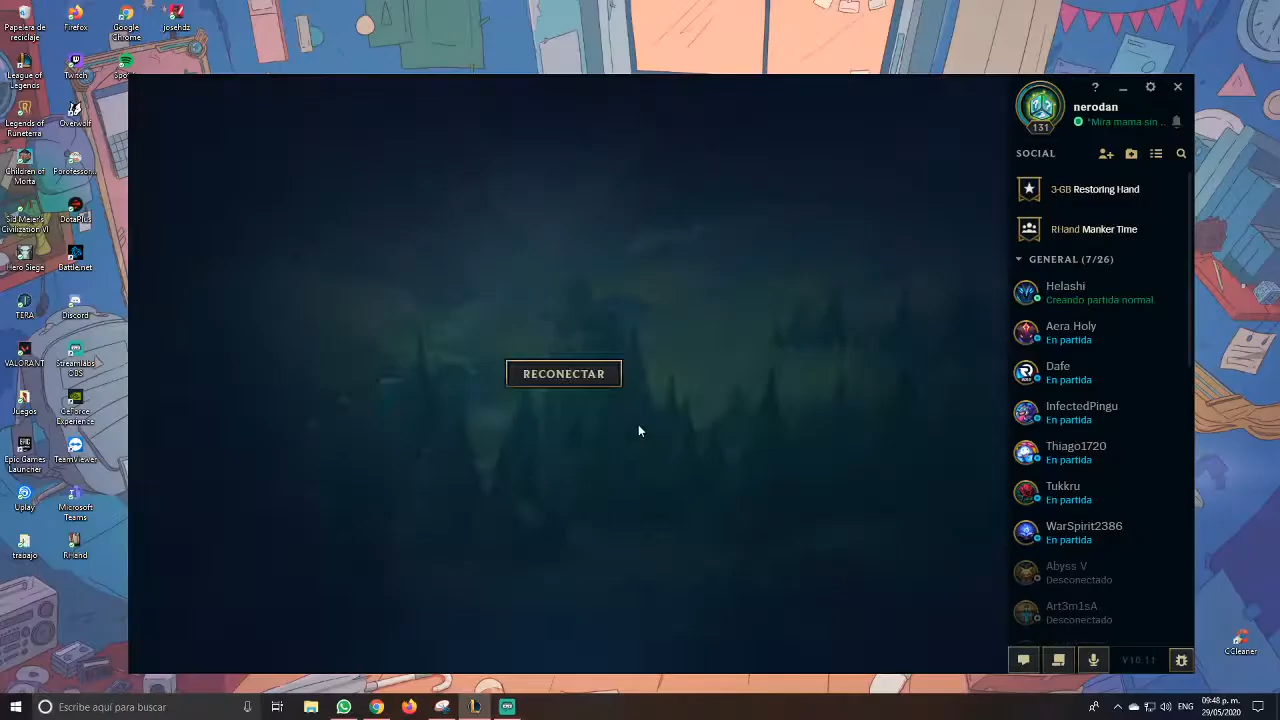 Papelera de
reciclaje
Firefox
Google
Chrome
josehdz
League of
Legends
Twitch
Legends of
Runeterra
Overwolf
Children of
Morta
Porofessor...
Sid Meier's
Civilization VI
Hero Siege
Battle.net
TERA
Discord
VALORANT
Streamlabs
OBS
Juegos
GeForce
Experience
Epic Games
Launcher
TeamViewer
Uplay
Microsoft
Teams
trabajo
RHand
RECONECTAR
?
131
nerodan
"Mira mama sin ...
SOCIAL
3-GB Restoring Hand
RHand Manker Time
GENERAL (7/26)
Helashi
Creando partida normal
Aera Holy
En partida
Dafe
En partida
InfectedPingu
En partida
Thiago1720
En partida
Tukkru
En partida
WarSpirit2386
En partida
Abyss V
Desconectado
Art3m1sA
Desconectado
V10.11
CCleaner
Escribe aquí para buscar
ENG
09:48 p. m.
29/05/2020